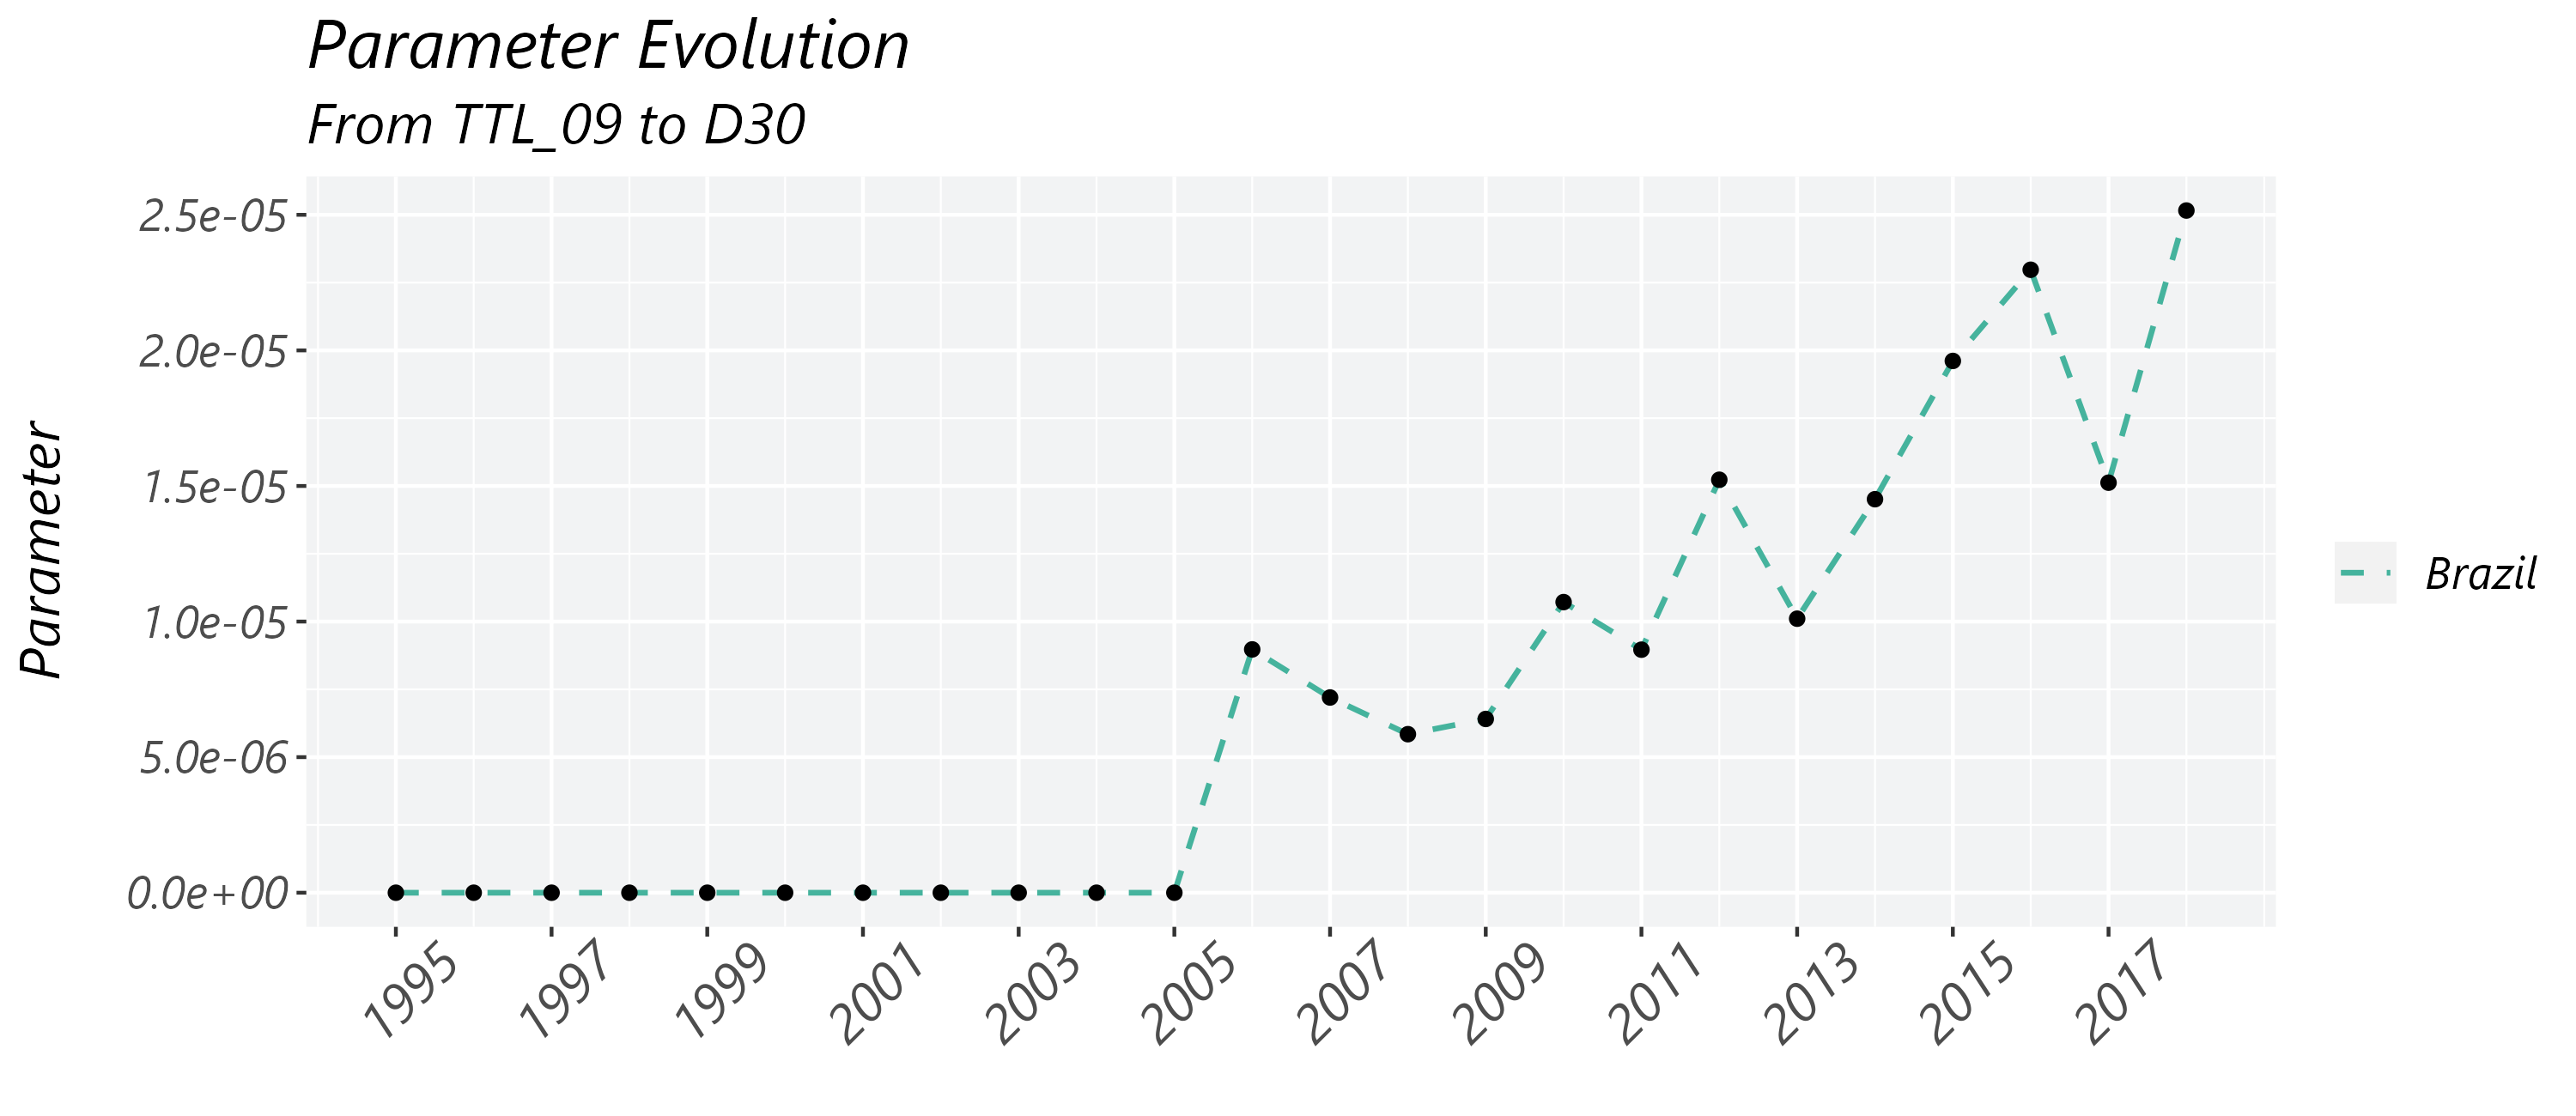 Parameter Evolution
From TTL_09 to D30
Parameter
2.5e-05
2.0e-05
1.5e-05
1.0e-05
5.0e-06
0.0e+00
1995
1997
1999
2001
2003
2005
2007
2009
2011
2013
2015
2017
Brazil